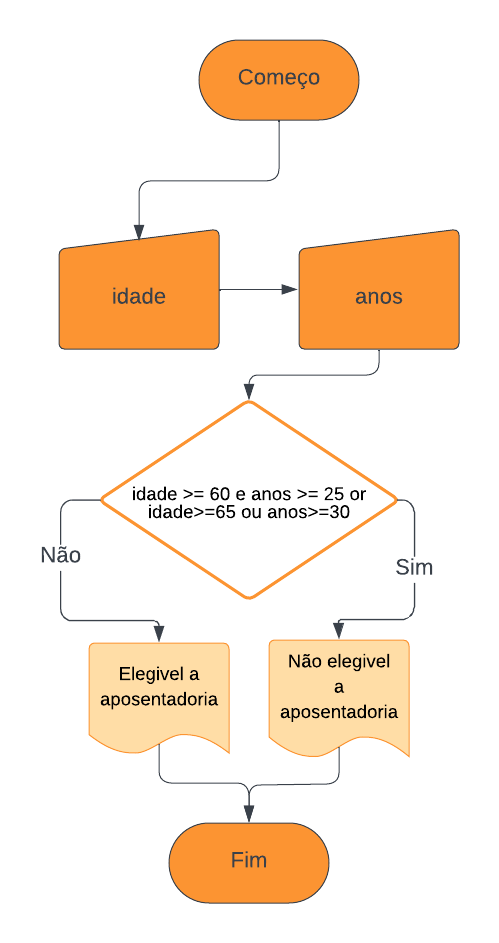 Começo
idade
anos
idade >= 60 e anos >= 25 or
idade>=65 ou anos>=30
Não
Sim
Elegivel a
aposentadoria
Não elegivel
a
aposentadoria
Fim